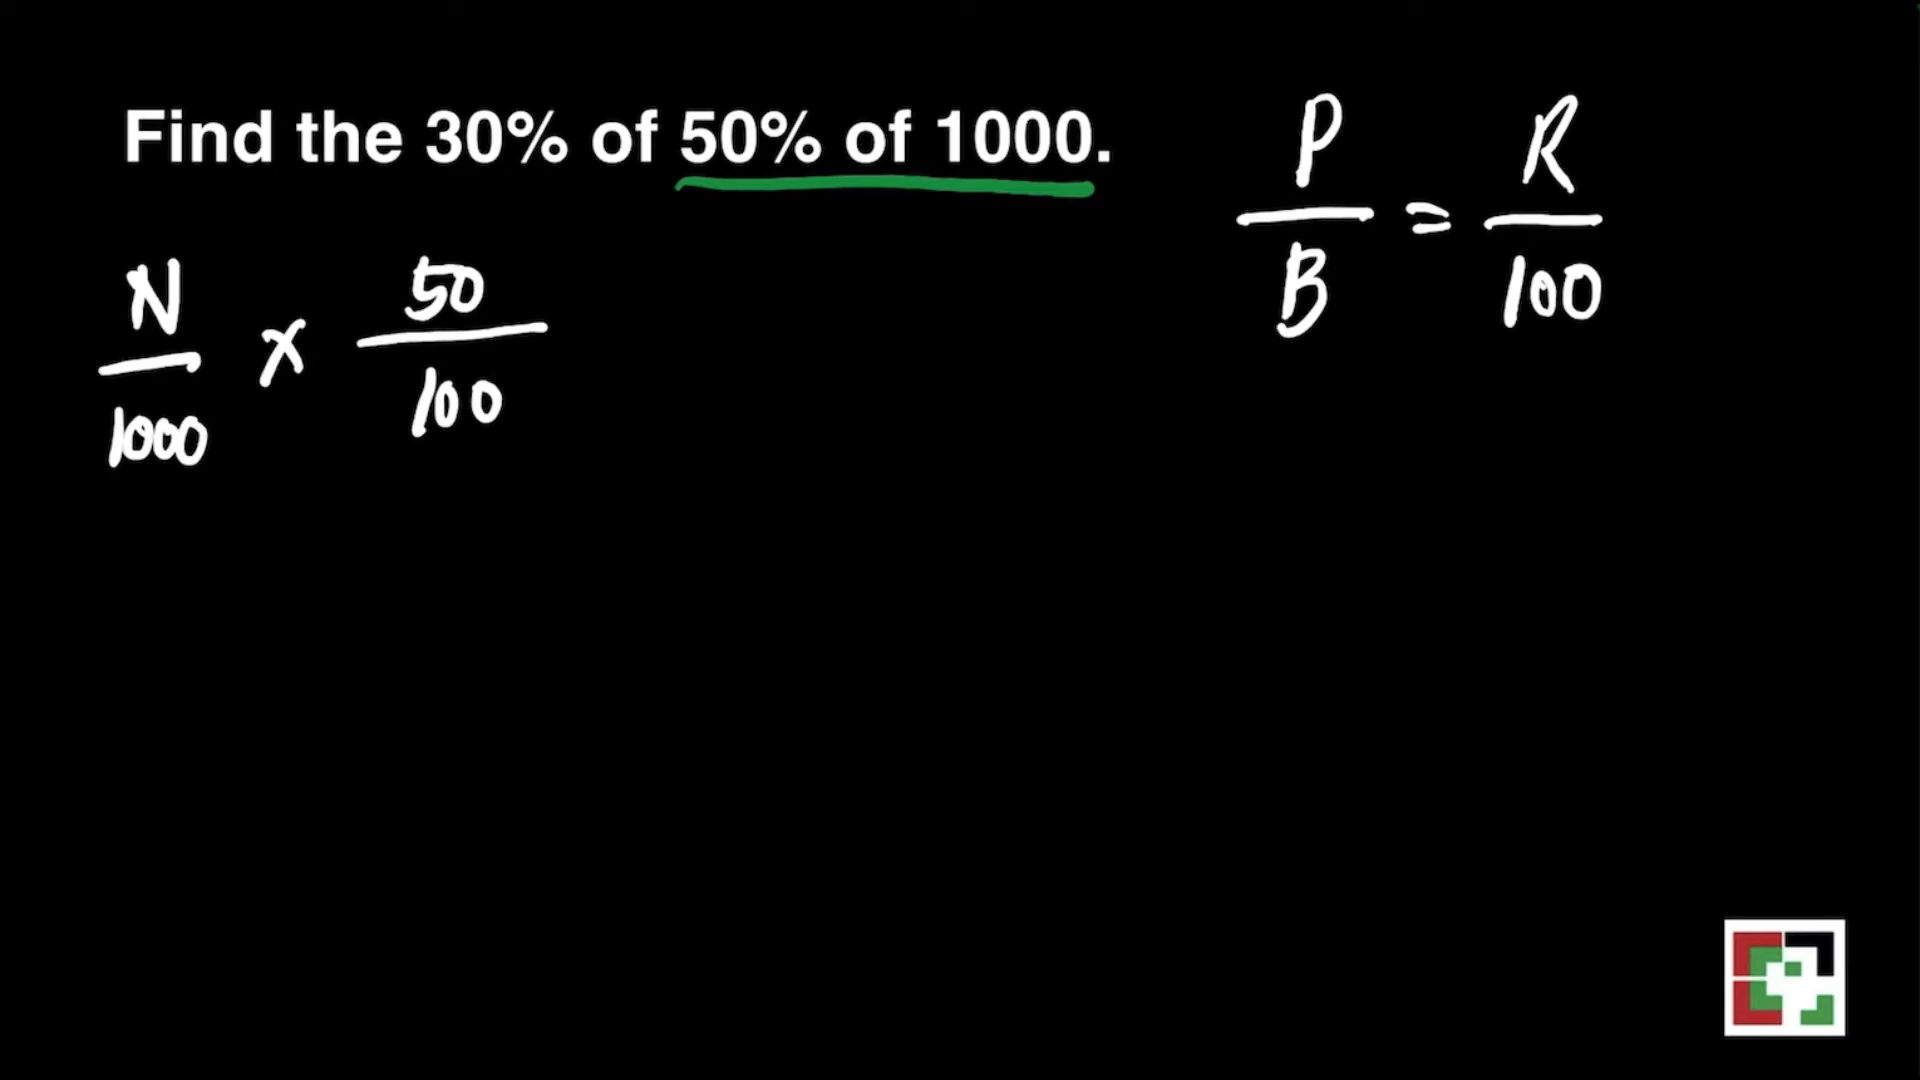 Find the 30% of 50% of 1000.
P R
— = —
B 100
N 50
— x —
1000 100